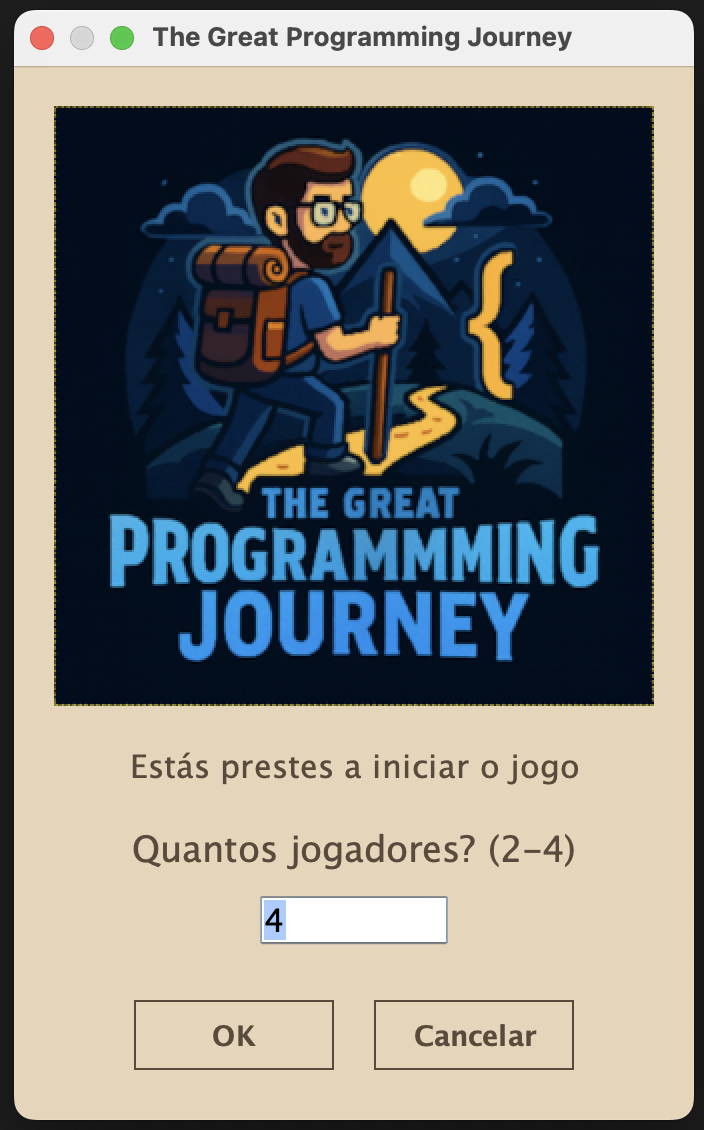 The Great Programming Journey
THE GREAT
PROGRAMMMING
JOURNEY
Estás prestes a iniciar o jogo
Quantos jogadores? (2–4)
4
OK
Cancelar